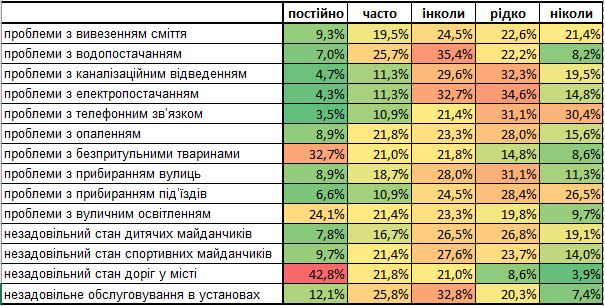 постійно часто інколи рідко ніколи
проблеми з вивезенням сміття 9,3% 19,5% 24,5% 22,6% 21,4%
проблеми з водопостачанням 7,0% 25,7% 35,4% 22,2% 8,2%
проблеми з каналізаційним відведенням 4,7% 11,3% 29,6% 32,3% 19,5%
проблеми з електропостачанням 4,3% 11,3% 32,7% 34,6% 14,8%
проблеми з телефонним зв'язком 3,5% 10,9% 21,4% 31,1% 30,4%
проблеми з опаленням 8,9% 21,8% 23,3% 28,0% 15,6%
проблеми з безпритульними тваринами 32,7% 21,0% 21,8% 14,8% 8,6%
проблеми з прибиранням вулиць 8,9% 18,7% 28,0% 31,1% 11,3%
проблеми з прибиранням під'їздів 6,6% 10,9% 24,5% 28,4% 26,5%
проблеми з вуличним освітленням 24,1% 21,4% 23,3% 19,8% 9,7%
незадовільний стан дитячих майданчиків 7,8% 16,7% 26,5% 26,8% 19,1%
незадовільний стан спортивних майданчиків 9,7% 21,4% 27,6% 23,7% 14,0%
незадовільний стан доріг у місті 42,8% 21,8% 21,0% 8,6% 3,9%
незадовільне обслуговування в установах 12,1% 25,8% 32,8% 20,3% 7,4%